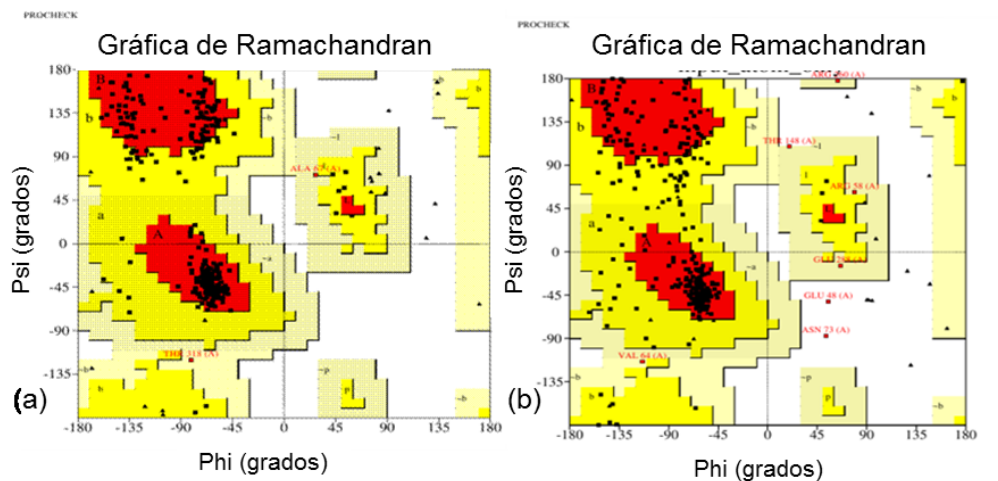 PROCHECK
Gráfica de Ramachandran
Psi (grados)
180
135
90
45
0
-45
-90
-135
B
b
~b
b
~b
ALA 67 (A)
~l
l
L
a
A
~a
THR 318 (A)
~b
b
~b
~p
p
~b
(a)
-180 -135 -90 -45 0 45 90 135 180
Phi (grados)
PROCHECK
Gráfica de Ramachandran
Psi (grados)
180
135
90
45
0
-45
-90
-135
B
b
~b
b
~b
THR 148 (A)
~l
l
ARG 58 (A)
L
a
A
~a
GLU 48 (A)
ASN 73 (A)
VAL 64 (A)
~b
b
~b
~p
p
~b
(b)
-180 -135 -90 -45 0 45 90 135 180
Phi (grados)